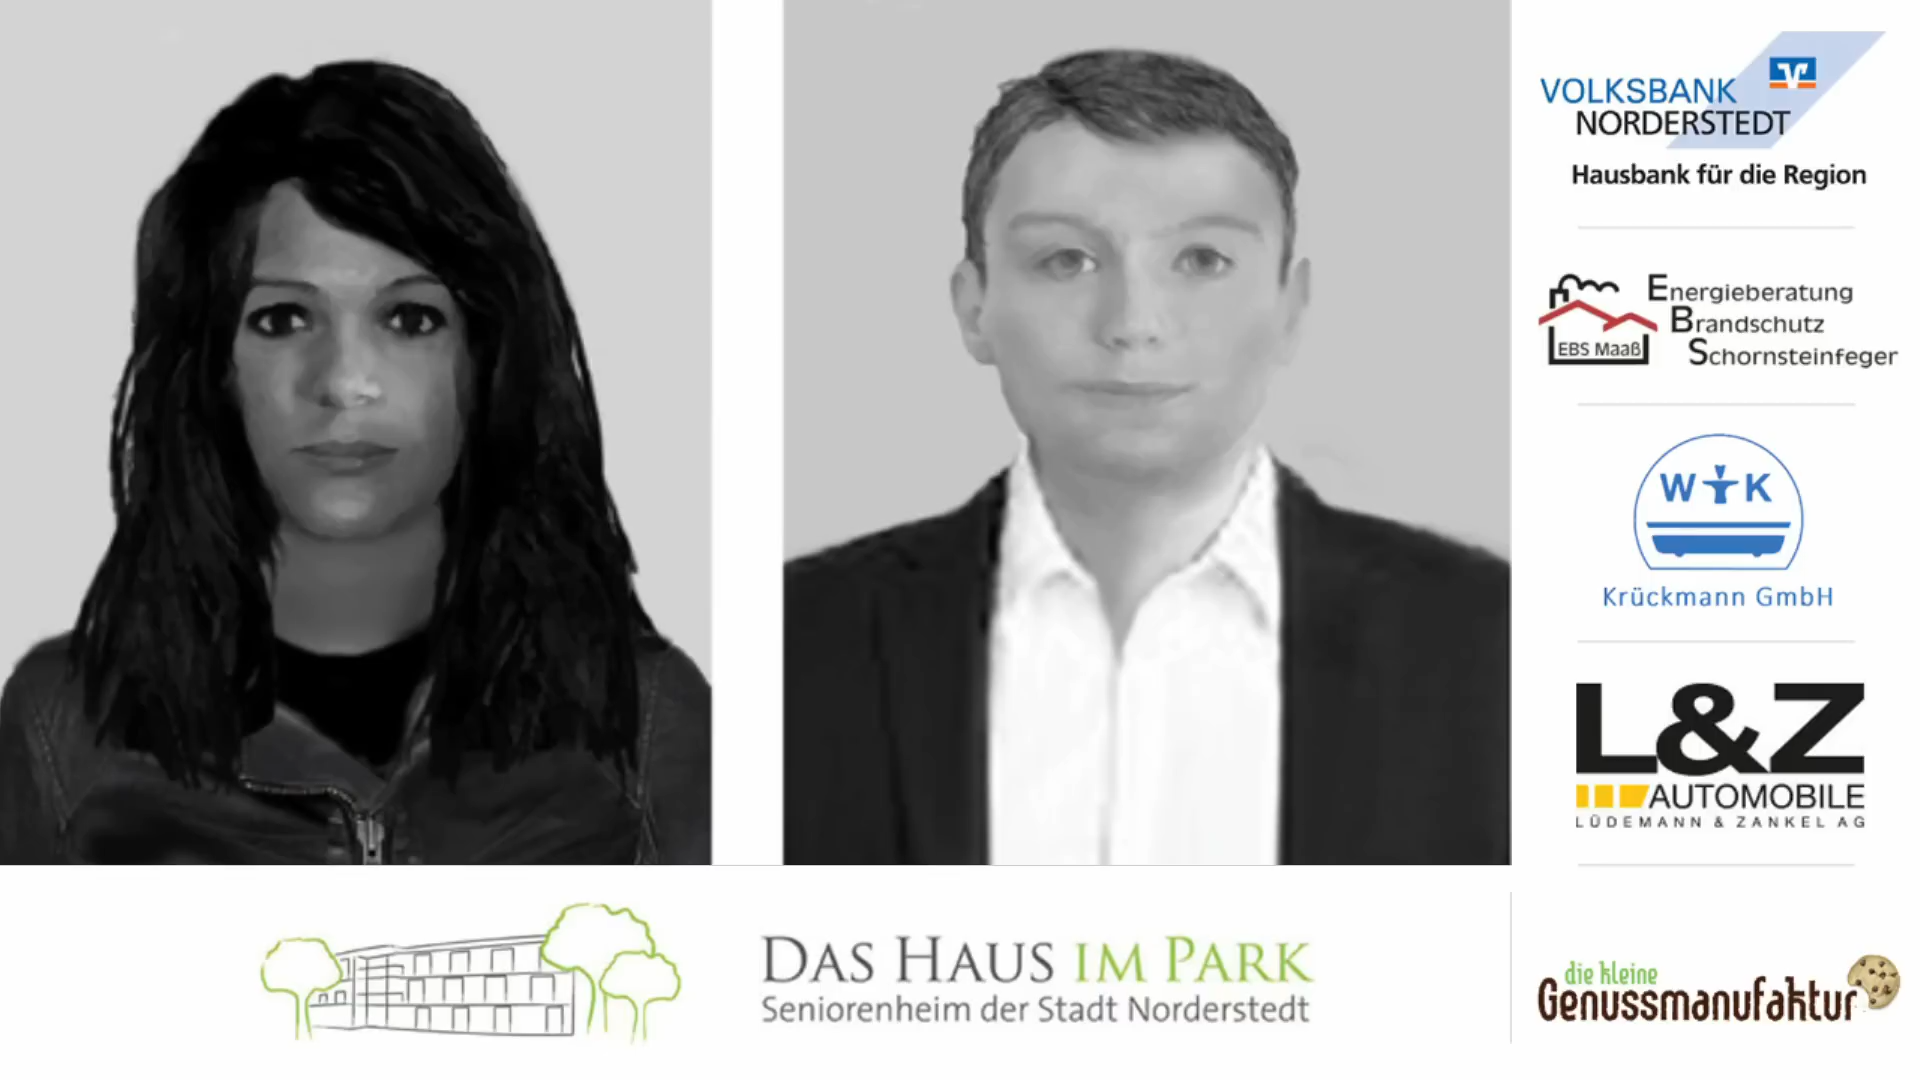 VOLKSBANK
NORDERSTEDT
Hausbank für die Region
Energieberatung
Brandschutz
Schornsteinfeger
EBS Maaß
W K
Krückmann GmbH
L&Z
AUTOMOBILE
LÜDEMANN & ZANKEL AG
DAS HAUS IM PARK
Seniorenheim der Stadt Norderstedt
die kleine
Genussmanufaktur